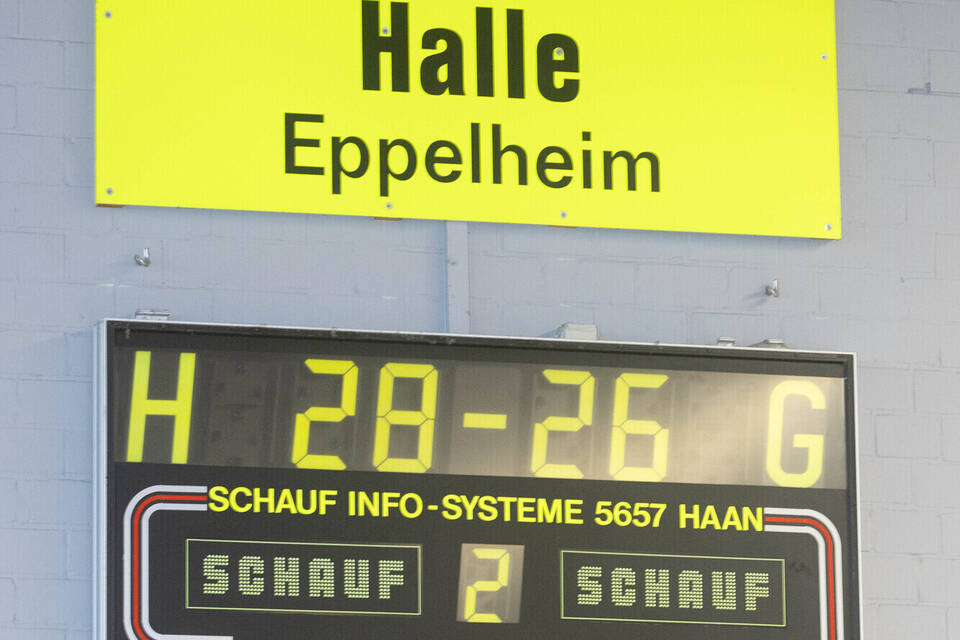 Halle
Eppelheim
H 28-26 G
SCHAUF INFO-SYSTEME 5657 HAAN
SCHAUF 2 SCHAUF